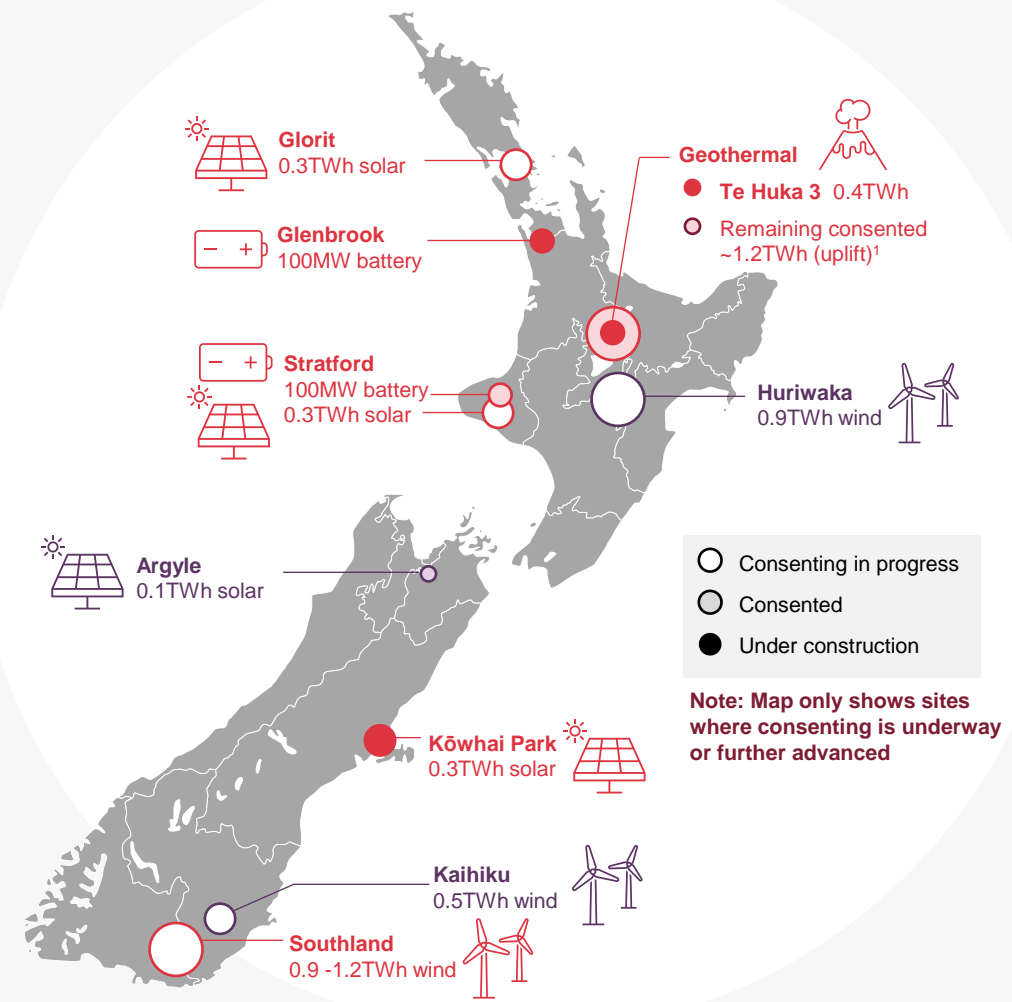 Glorit
0.3TWh solar
Geothermal
Te Huka 3 0.4TWh
Remaining consented
~1.2TWh (uplift)¹
Glenbrook
100MW battery
Stratford
100MW battery
0.3TWh solar
Huriwaka
0.9TWh wind
Argyle
0.1TWh solar
Consenting in progress
Consented
Under construction
Note: Map only shows sites
where consenting is underway
or further advanced
Kōwhai Park
0.3TWh solar
Kaihiku
0.5TWh wind
Southland
0.9 -1.2TWh wind